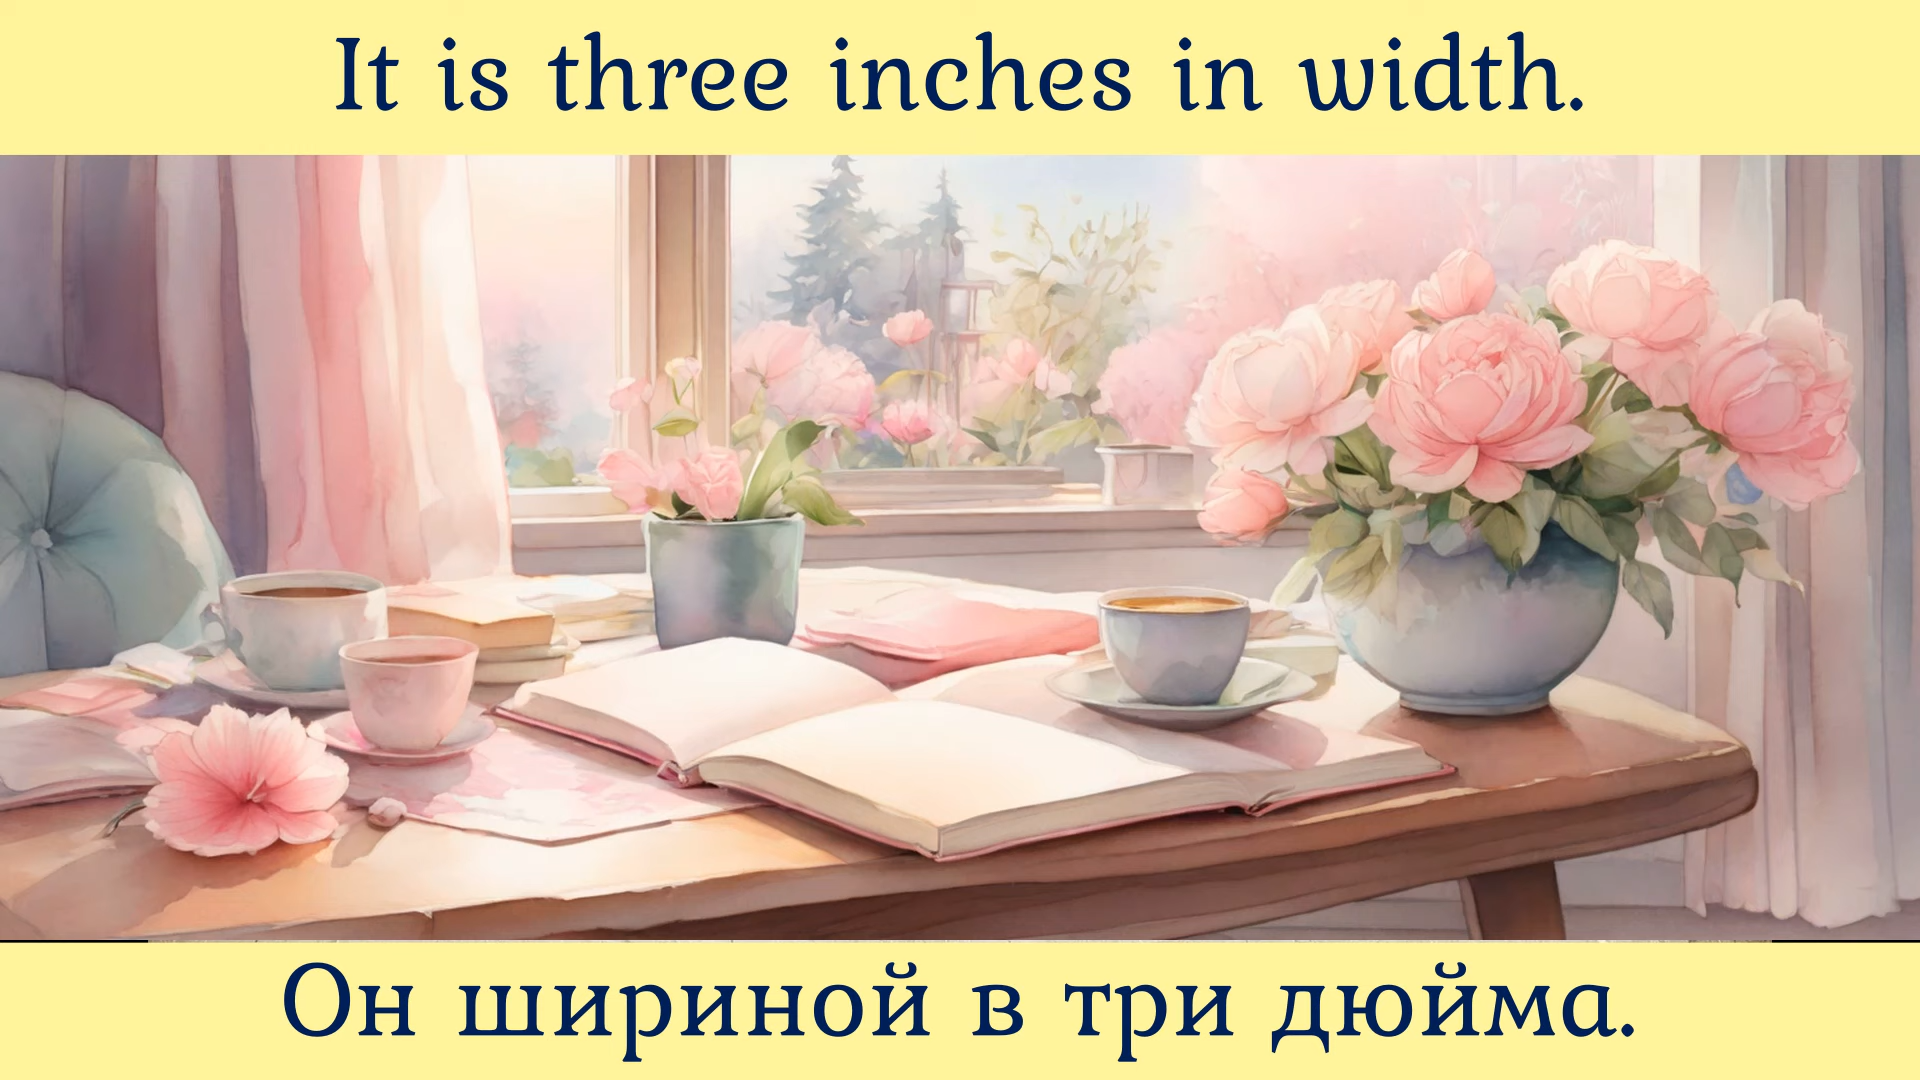 It is three inches in width.
Он шириной в три дюйма.